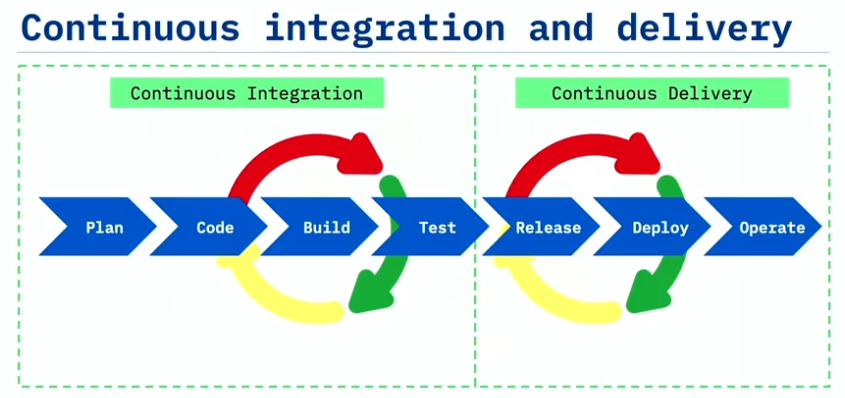 Continuous integration and delivery
Continuous Integration
Continuous Delivery
Plan
Code
Build
Test
Release
Deploy
Operate